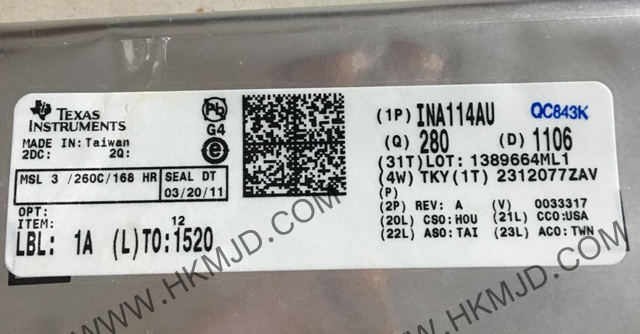 TEXAS
INSTRUMENTS
MADE IN: Taiwan
2DC: 2Q:
MSL 3 /260C/168 HR
SEAL DT
03/20/11
OPT:
ITEM: 12
LBL: 1A (L)TO:1520
Pb
G4
e
(1P) INA114AU QC843K
(Q) 280 (D) 1106
(31T)LOT: 1389664ML1
(4W) TKY(1T) 2312077ZAV
(P)
(2P) REV: A (V) 0033317
(20L) CSO:HOU (21L) CCO:USA
(22L) ASO:TAI (23L) ACO:TWN
WWW.HKMJD.COM
WWW.HKMJD.COM